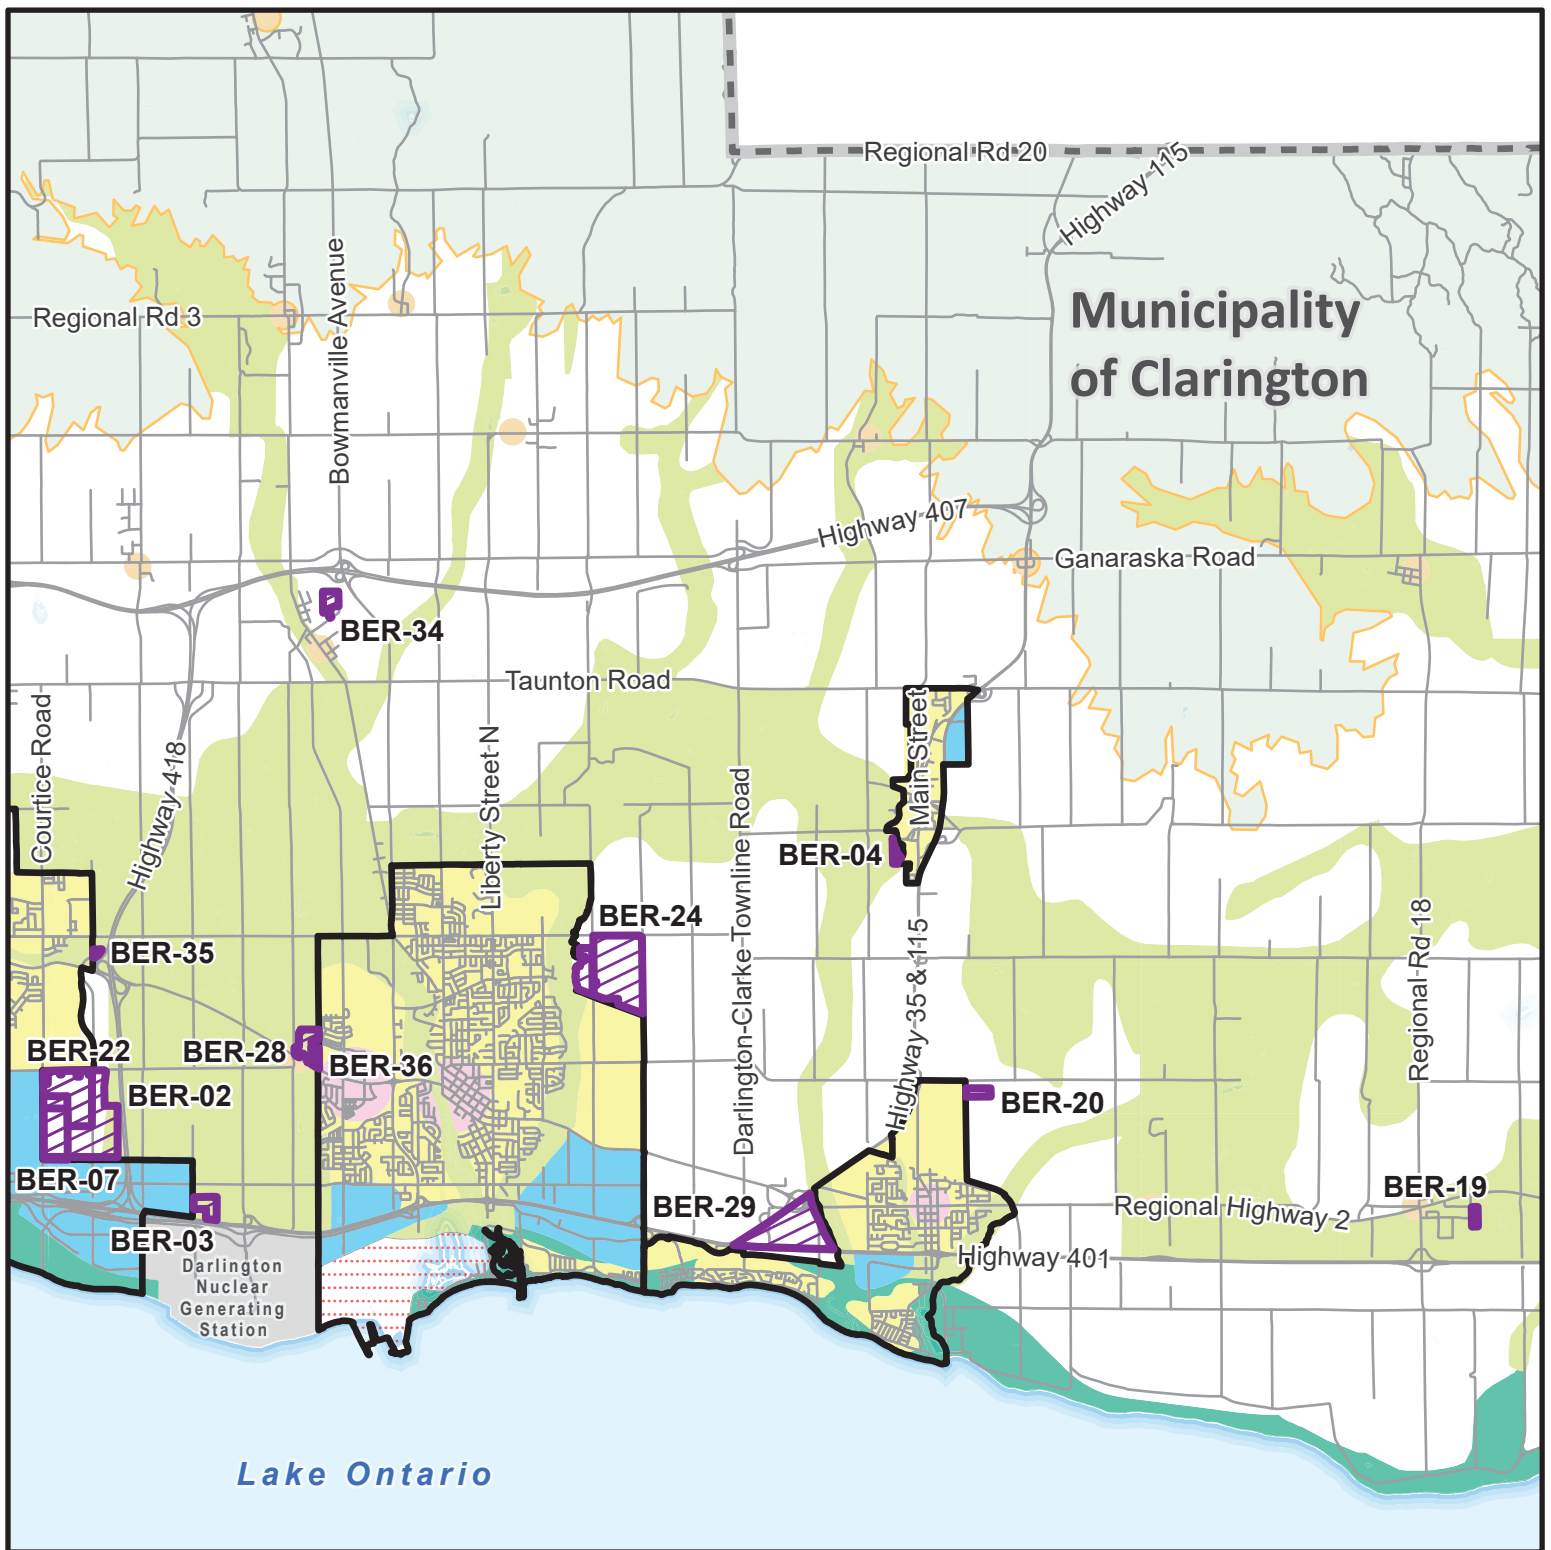 Regional Rd 20
Highway 115
Municipality
of Clarington
Regional Rd 3
Bowmanville Avenue
Highway 407
Ganaraska Road
BER-34
Taunton Road
Courtice Road
Highway 418
Liberty Street N
Darlington-Clarke Townline Road
Main Street
BER-04
BER-24
BER-35
Highway 35 & 115
Regional Rd 18
BER-22
BER-28
BER-36
BER-02
BER-20
BER-07
BER-29
BER-19
Regional Highway 2
BER-03
Highway 401
Darlington
Nuclear
Generating
Station
Lake Ontario